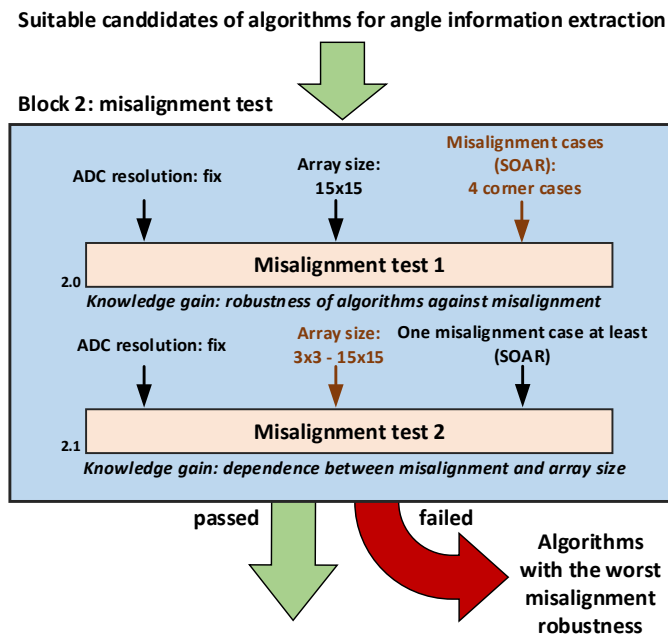 Suitable canddidates of algorithms for angle information extraction
Block 2: misalignment test
ADC resolution: fix
Array size:
15x15
Misalignment cases
(SOAR):
4 corner cases
Misalignment test 1
2.0
Knowledge gain: robustness of algorithms against misalignment
ADC resolution: fix
Array size:
3x3 - 15x15
One misalignment case at least
(SOAR)
Misalignment test 2
2.1
Knowledge gain: dependence between misalignment and array size
passed
failed
Algorithms
with the worst
misalignment
robustness